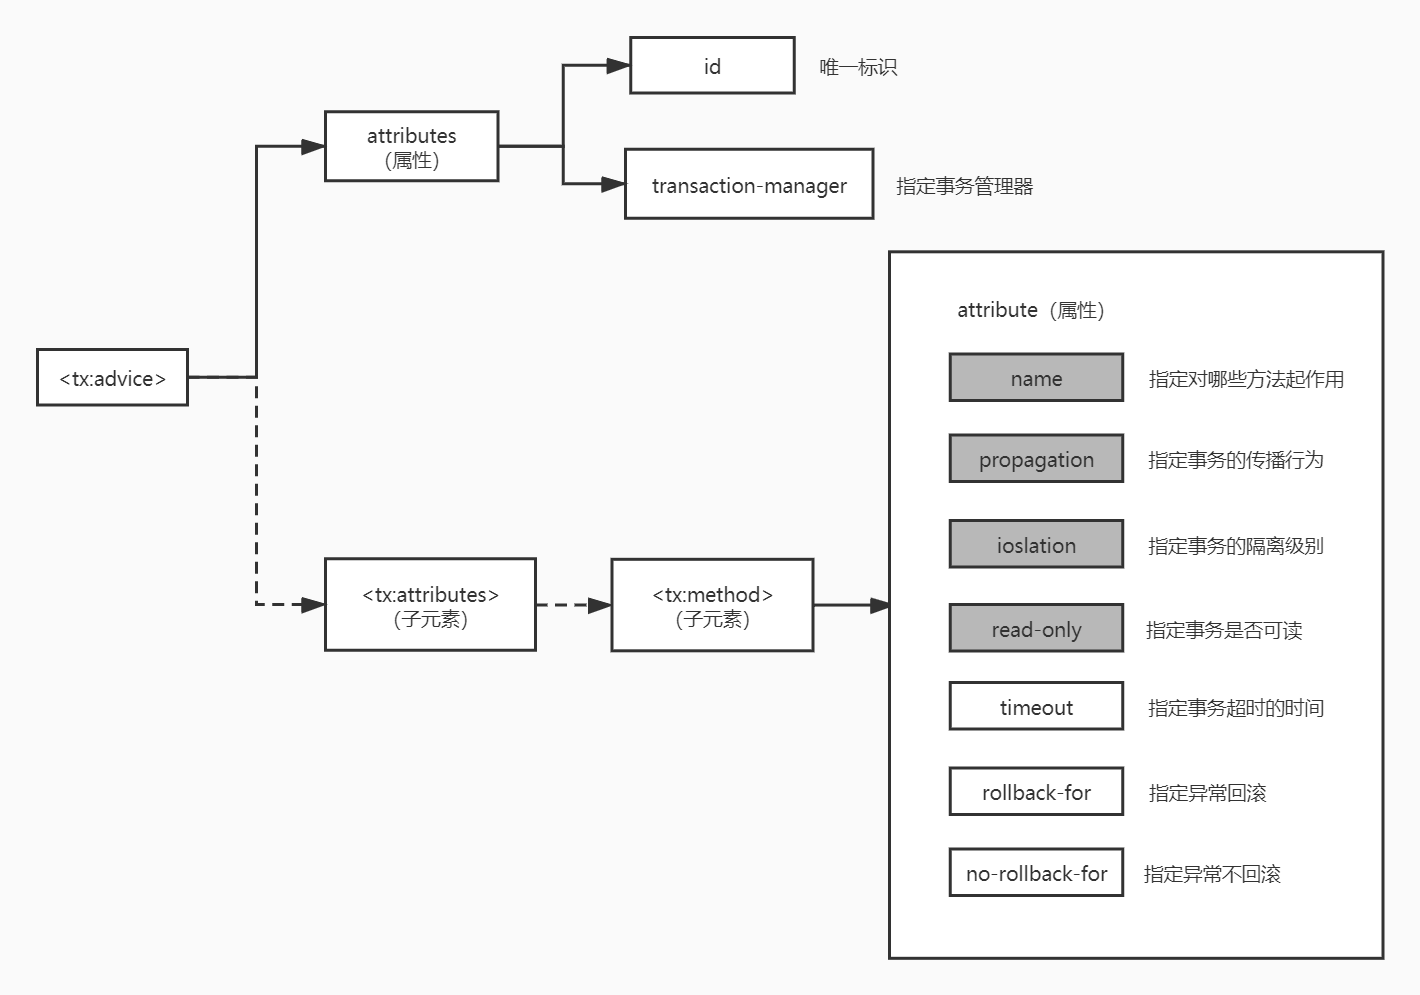 id 唯一标识
attributes
(属性)
transaction-manager 指定事务管理器
<tx:advice>
attribute（属性）
name 指定对哪些方法起作用
propagation 指定事务的传播行为
ioslation 指定事务的隔离级别
<tx:attributes>
(子元素)
<tx:method>
(子元素)
read-only 指定事务是否可读
timeout 指定事务超时的时间
rollback-for 指定异常回滚
no-rollback-for 指定异常不回滚